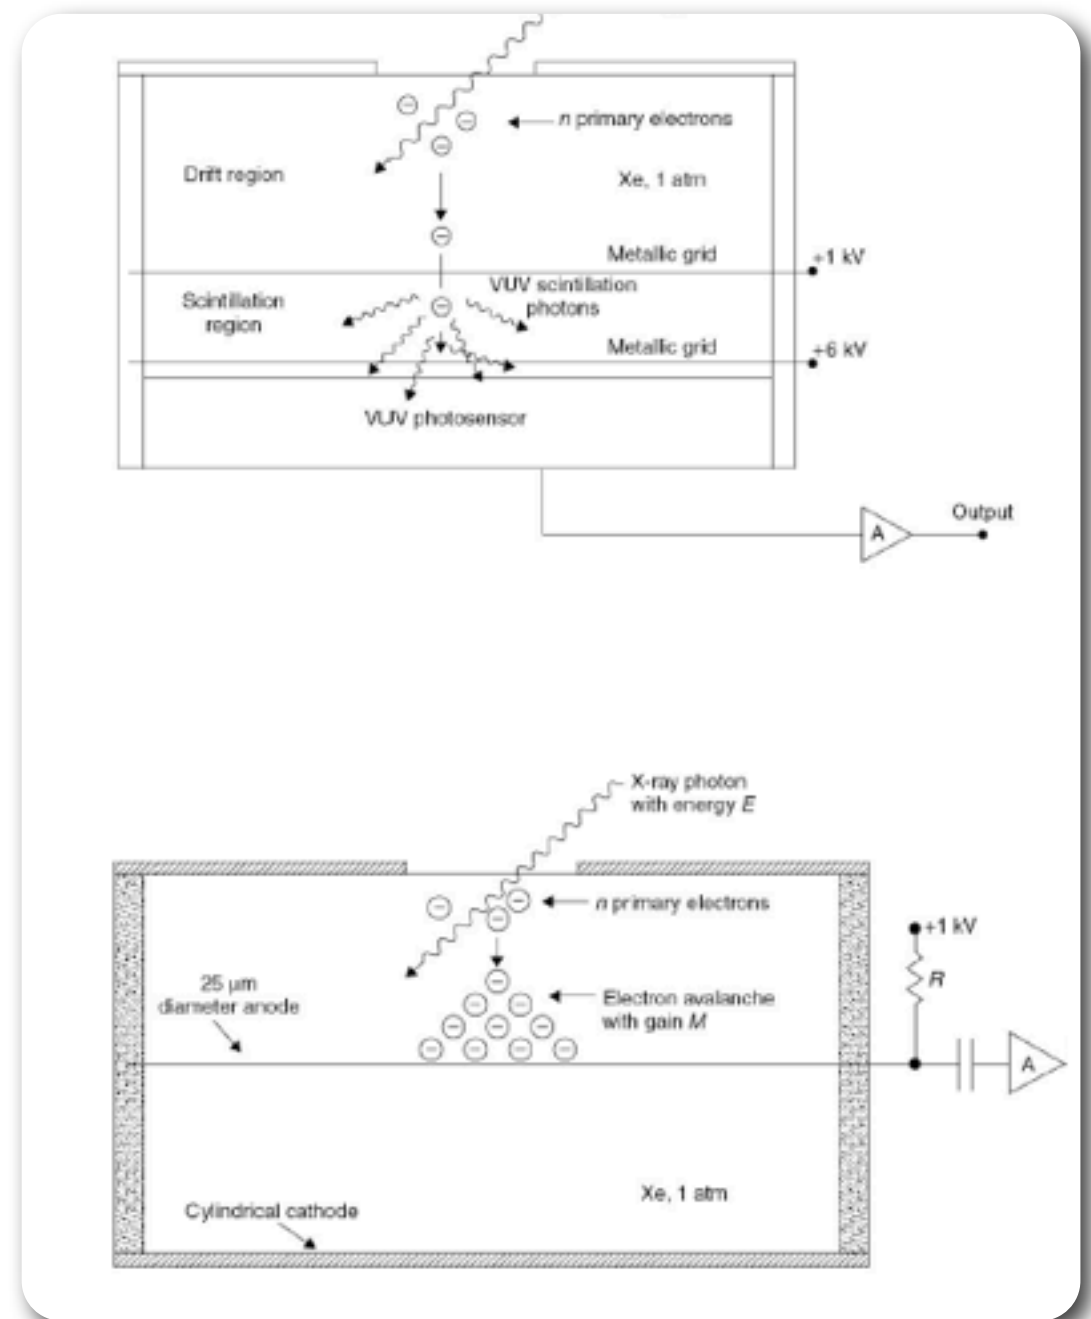 n primary electrons
Drift region
Xe, 1 atm
Metallic grid
+1 kV
VUV scintillation
photons
Scintillation
region
Metallic grid
+6 kV
VUV photosensor
Output
A
X-ray photon
with energy E
n primary electrons
+1 kV
R
25 µm
diameter anode
Electron avalanche
with gain M
A
Xe, 1 atm
Cylindrical cathode